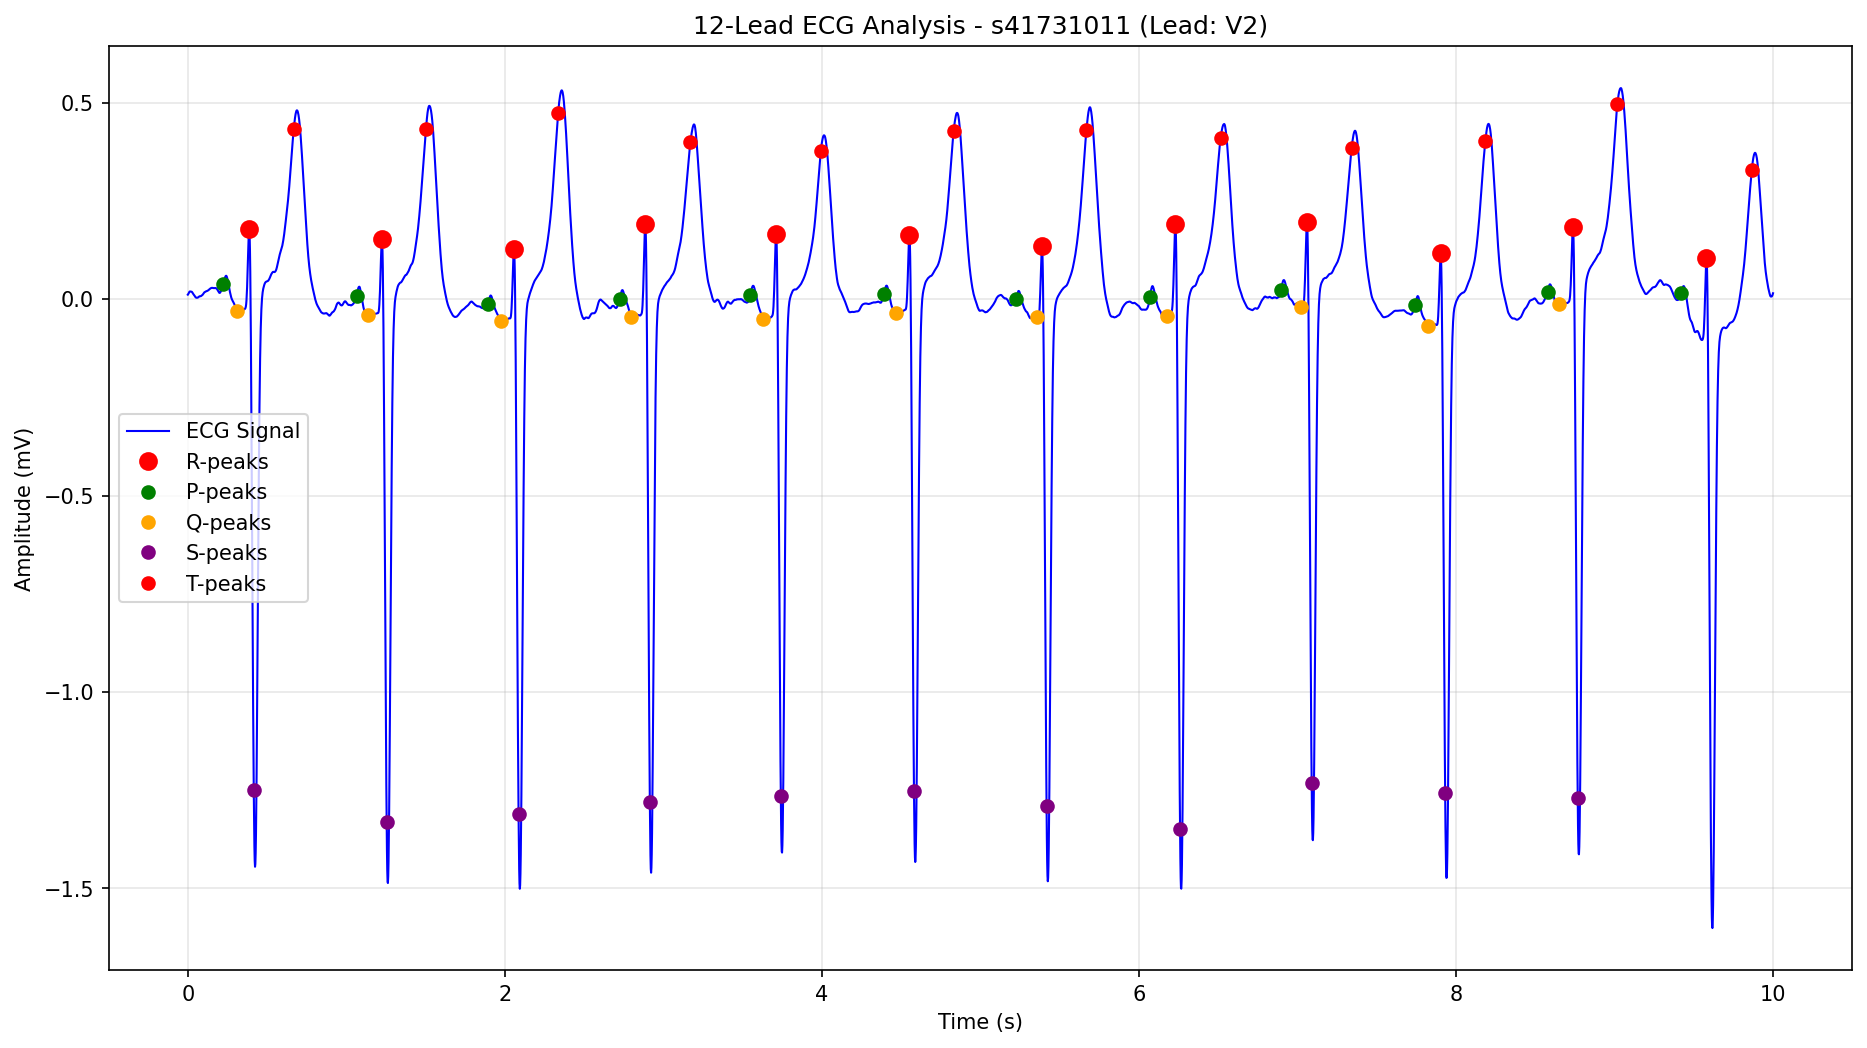 12-Lead ECG Analysis - s41731011 (Lead: V2)
Amplitude (mV)
0.5
0.0
−0.5
−1.0
−1.5
ECG Signal
R-peaks
P-peaks
Q-peaks
S-peaks
T-peaks
0 2 4 6 8 10
Time (s)